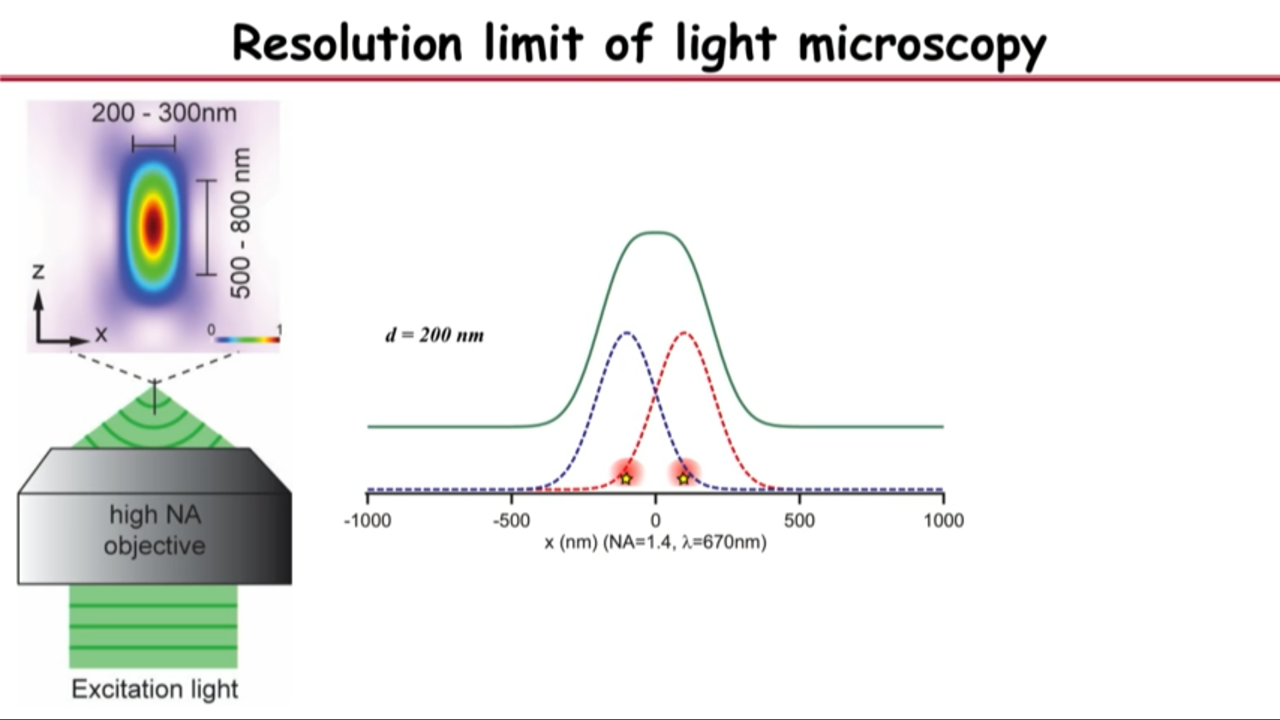 Resolution limit of light microscopy
200 - 300nm
500 - 800 nm
z
x
0
1
high NA
objective
Excitation light
d = 200 nm
-1000
-500
0
500
1000
x (nm) (NA=1.4, λ=670nm)